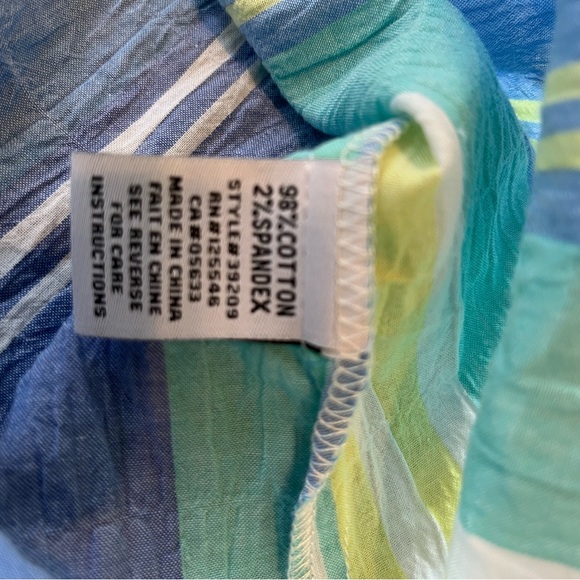 98%COTTON
2%SPANDEX
STYLE#39209
RN#125546
CA#05633
MADE IN CHINA
FAIT EN CHINE
SEE REVERSE
FOR CARE
INSTRUCTIONS